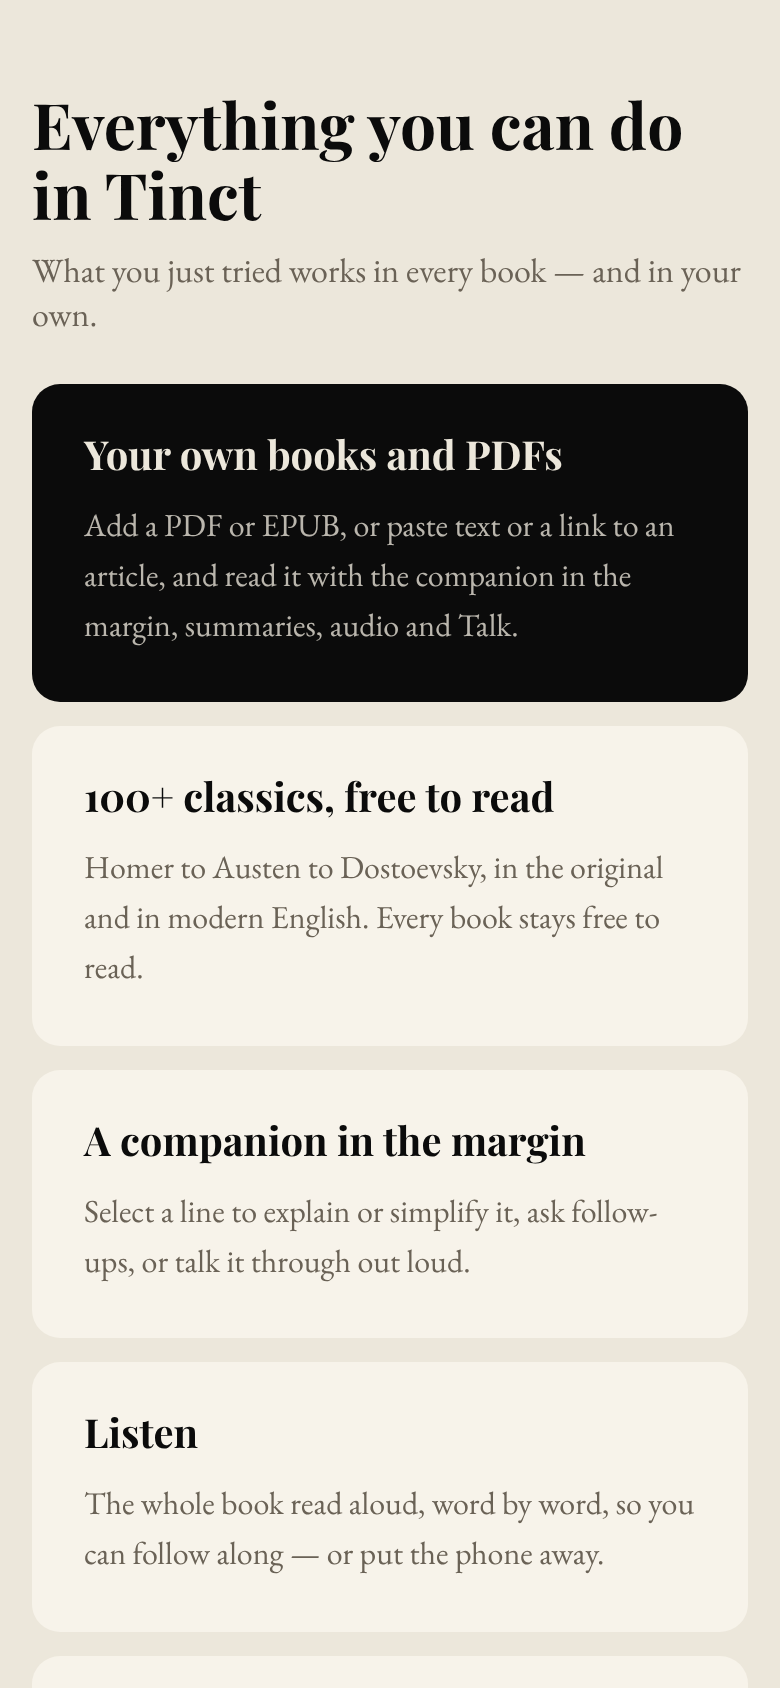 Everything you can do
in Tinct
What you just tried works in every book — and in your
own.
Your own books and PDFs
Add a PDF or EPUB, or paste text or a link to an
article, and read it with the companion in the
margin, summaries, audio and Talk.
100+ classics, free to read
Homer to Austen to Dostoevsky, in the original
and in modern English. Every book stays free to
read.
A companion in the margin
Select a line to explain or simplify it, ask follow-
ups, or talk it through out loud.
Listen
The whole book read aloud, word by word, so you
can follow along — or put the phone away.